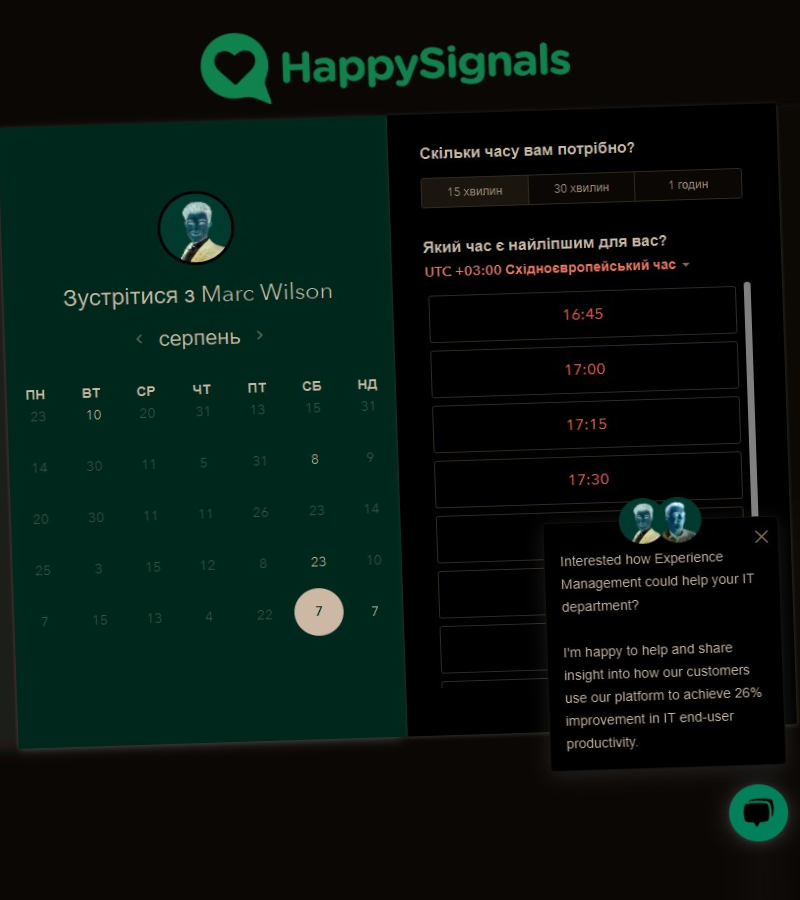 HappySignals
Зустрітися з Marc Wilson
серпень
ПН ВТ СР ЧТ ПТ СБ НД
23 10 20 31 13 15 31
14 30 11 5 31 8 9
20 30 11 11 26 23 14
25 3 15 12 8 23 10
7 15 13 4 22 7 7
Скільки часу вам потрібно?
15 хвилин 30 хвилин 1 годин
Який час є найліпшим для вас?
UTC +03:00 Східноєвропейський час
16:45
17:00
17:15
17:30
Interested how Experience
Management could help your IT
department?
I'm happy to help and share
insight into how our customers
use our platform to achieve 26%
improvement in IT end-user
productivity.